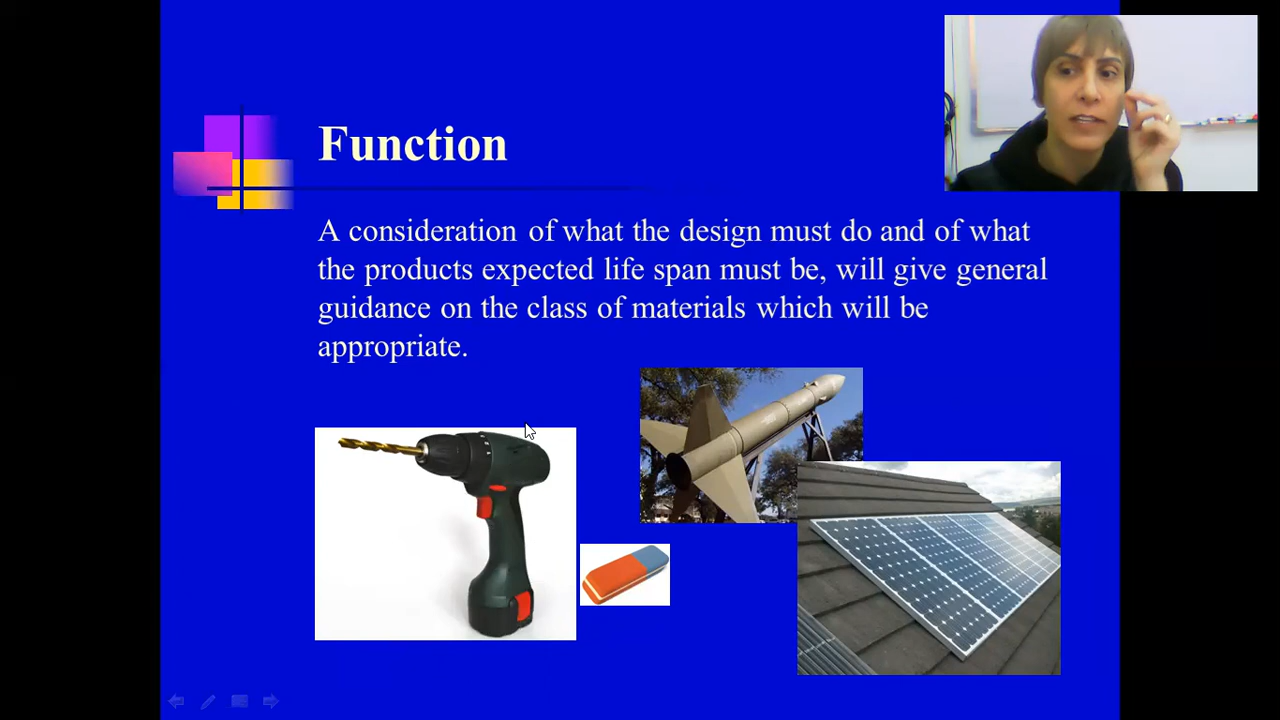 Function
A consideration of what the design must do and of what
the products expected life span must be, will give general
guidance on the class of materials which will be
appropriate.